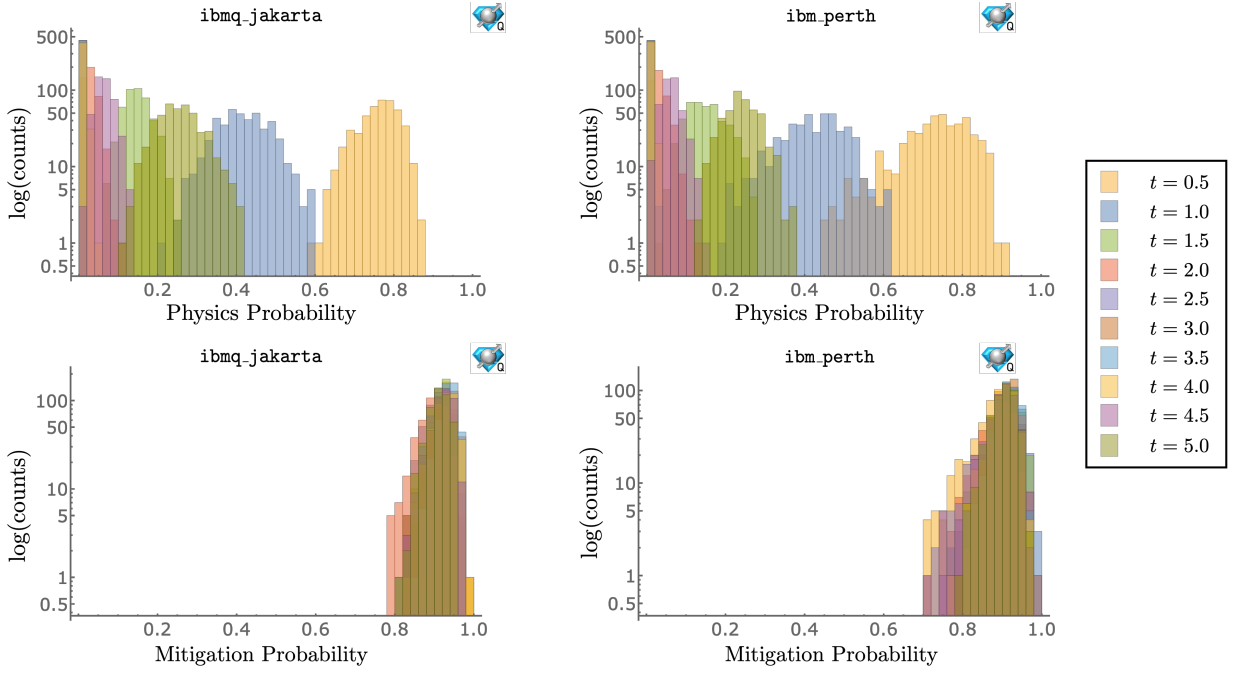 ibmq_jakarta
Q
500
100
50
10
5
1
0.5
log(counts)
0.2 0.4 0.6 0.8 1.0
Physics Probability
ibm_perth
Q
500
100
50
10
5
1
0.5
log(counts)
0.2 0.4 0.6 0.8 1.0
Physics Probability
ibmq_jakarta
Q
100
50
10
5
1
0.5
log(counts)
0.2 0.4 0.6 0.8 1.0
Mitigation Probability
ibm_perth
Q
100
50
10
5
1
0.5
log(counts)
0.2 0.4 0.6 0.8 1.0
Mitigation Probability
t = 0.5
t = 1.0
t = 1.5
t = 2.0
t = 2.5
t = 3.0
t = 3.5
t = 4.0
t = 4.5
t = 5.0